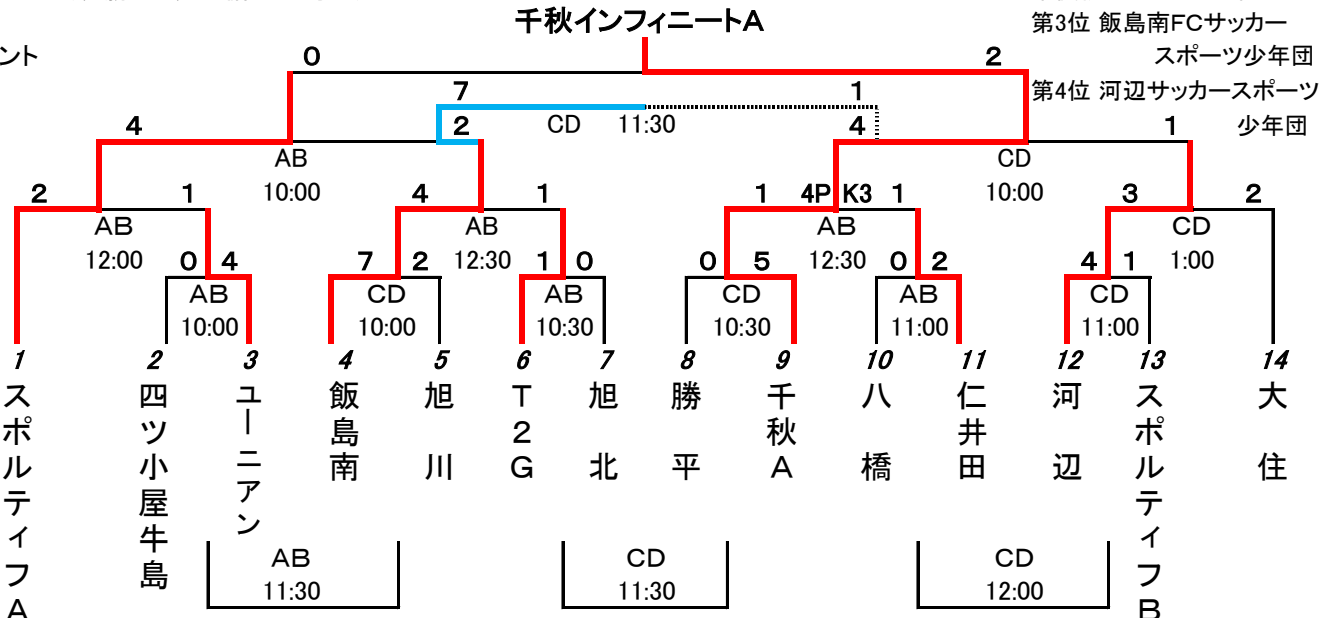 千秋インフィニートA
第3位 飯島南FCサッカー
ント
0
2
スポーツ少年団
7
1
第4位 河辺サッカースポーツ
4
2
CD 11:30
4
1
少年団
AB
CD
10:00
10:00
2
1
4
1
1
4P K3
1
3
2
AB
AB
AB
CD
12:00
12:30
12:30
1:00
0
4
7
2
1
0
0
5
0
2
4
1
AB
CD
AB
CD
AB
CD
10:00
10:00
10:30
10:30
11:00
11:00
1
2
3
4
5
6
7
8
9
10
11
12
13
14
スポルティフA
四ツ小屋牛島
ユーニアン
飯島南
旭川
T2G
旭北
勝平
千秋A
八橋
仁井田
河辺
スポルティフB
大住
AB
CD
CD
11:30
11:30
12:00